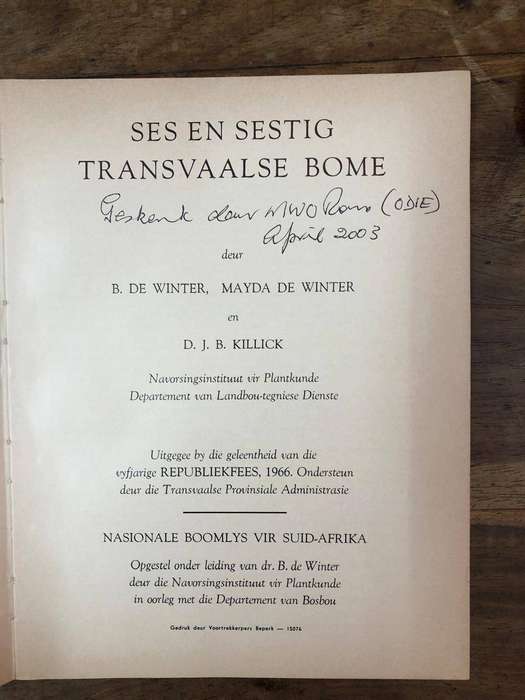 SES EN SESTIG
TRANSVAALSE BOME
Geskenk deur (ODIE)
April 2003
deur
B. DE WINTER, MAYDA DE WINTER
en
D. J. B. KILLICK
Navorsingsinstituut vir Plantkunde
Departement van Landbou-tegniese Dienste
Uitgegee by die geleentheid van die
vyfjarige REPUBLIEKFEES, 1966. Ondersteun
deur die Transvaalse Provinsiale Administrasie
NASIONALE BOOMLYS VIR SUID-AFRIKA
Opgestel onder leiding van dr. B. de Winter
deur die Navorsingsinstituut vir Plantkunde
in oorleg met die Departement van Bosbou
Gedruk deur Voortrekkerpers Beperk — 15076